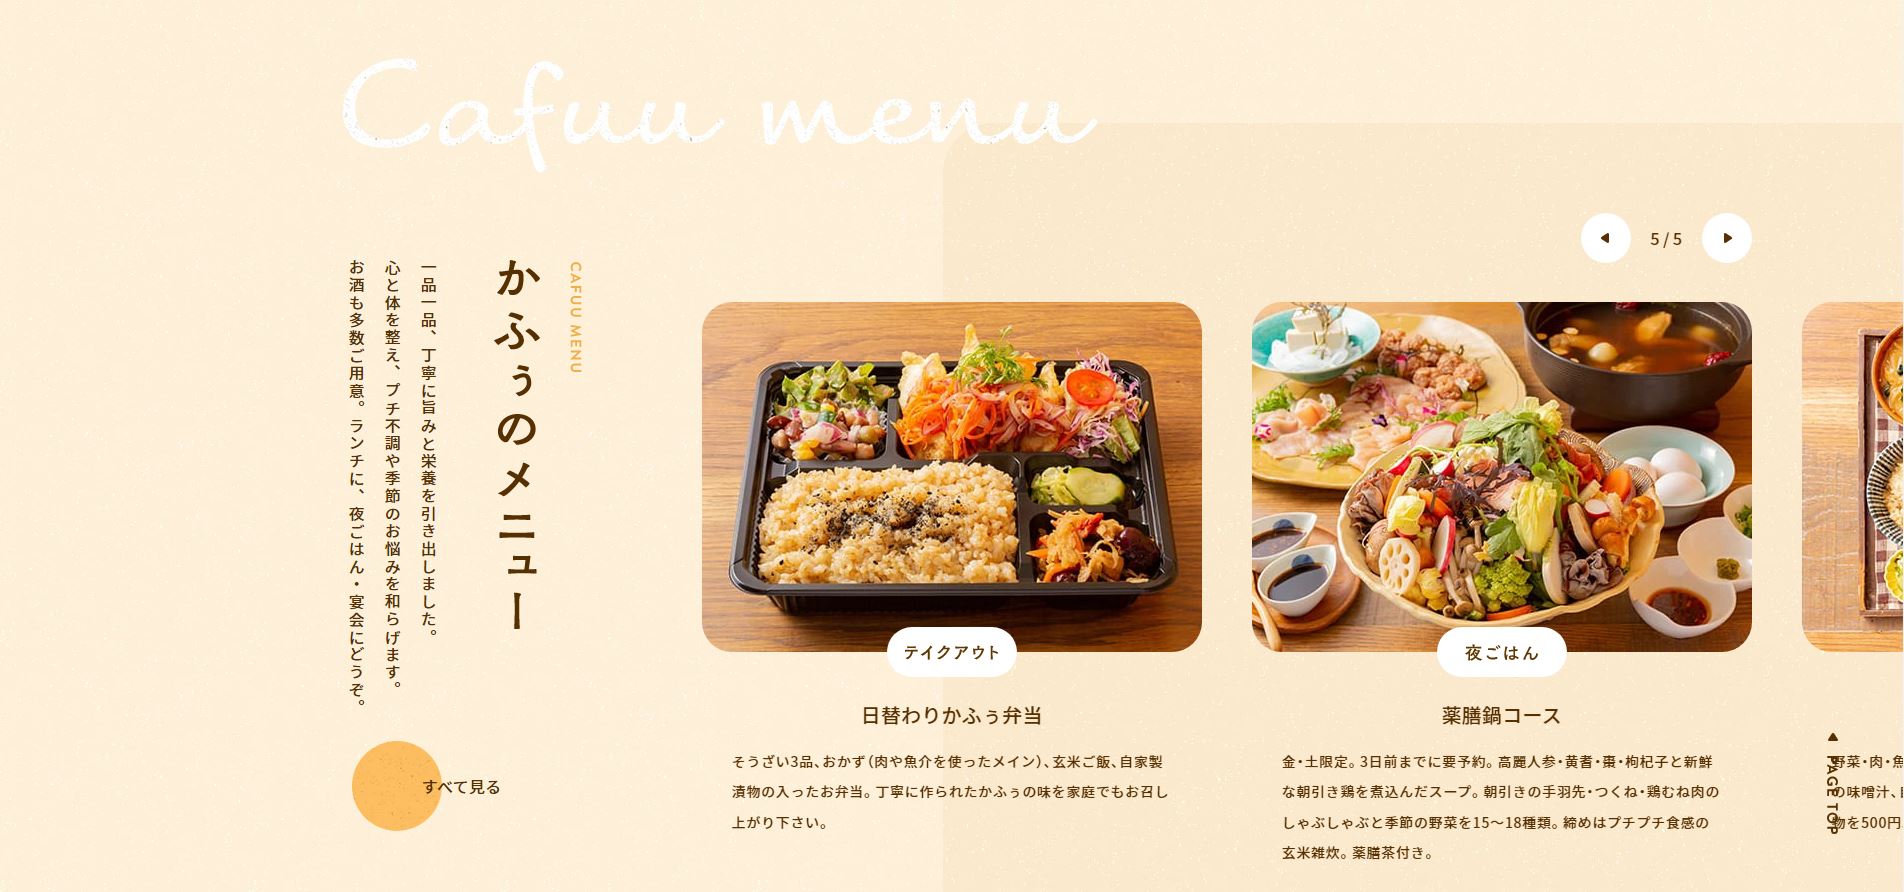 Cafuu menu
CAFUU MENU
かふぅのメニュー
一品一品、丁寧に旨みと栄養を引き出しました。
心と体を整え、プチ不調や季節のお悩みを和らげます。
お酒も多数ご用意。ランチに、夜ごはん・宴会にどうぞ。
すべて見る
5 / 5
テイクアウト
日替わりかふぅ弁当
そうざい3品、おかず（肉や魚介を使ったメイン）、玄米ご飯、自家製
漬物の入ったお弁当。丁寧に作られたかふぅの味を家庭でもお召し
上がり下さい。
夜ごはん
薬膳鍋コース
金・土限定。3日前までに要予約。高麗人参・黄耆・棗・枸杞子と新鮮
な朝引き鶏を煮込んだスープ。朝引きの手羽先・つくね・鶏むね肉の
しゃぶしゃぶと季節の野菜を15〜18種類。締めはプチプチ食感の
玄米雑炊。薬膳茶付き。
野菜・肉・魚
の味噌汁、
物を500円
PAGE TOP